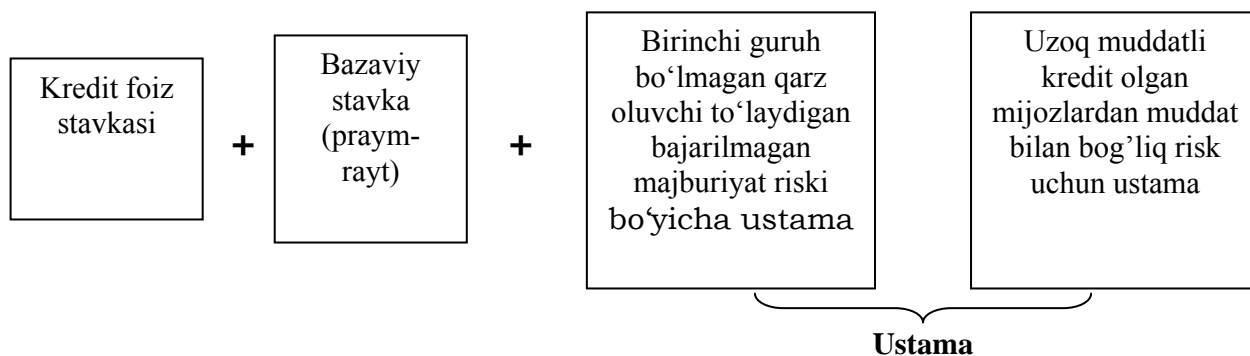 Kredit foiz
stavkasi
+
Bazaviy
stavka
(praym-
rayt)
+
Birinchi guruh
bo‘lmagan qarz
oluvchi to‘laydigan
bajarilmagan
majburiyat riski
bo‘yicha ustama
Uzoq muddatli
kredit olgan
mijozlardan muddat
bilan bog’liq risk
uchun ustama
Ustama